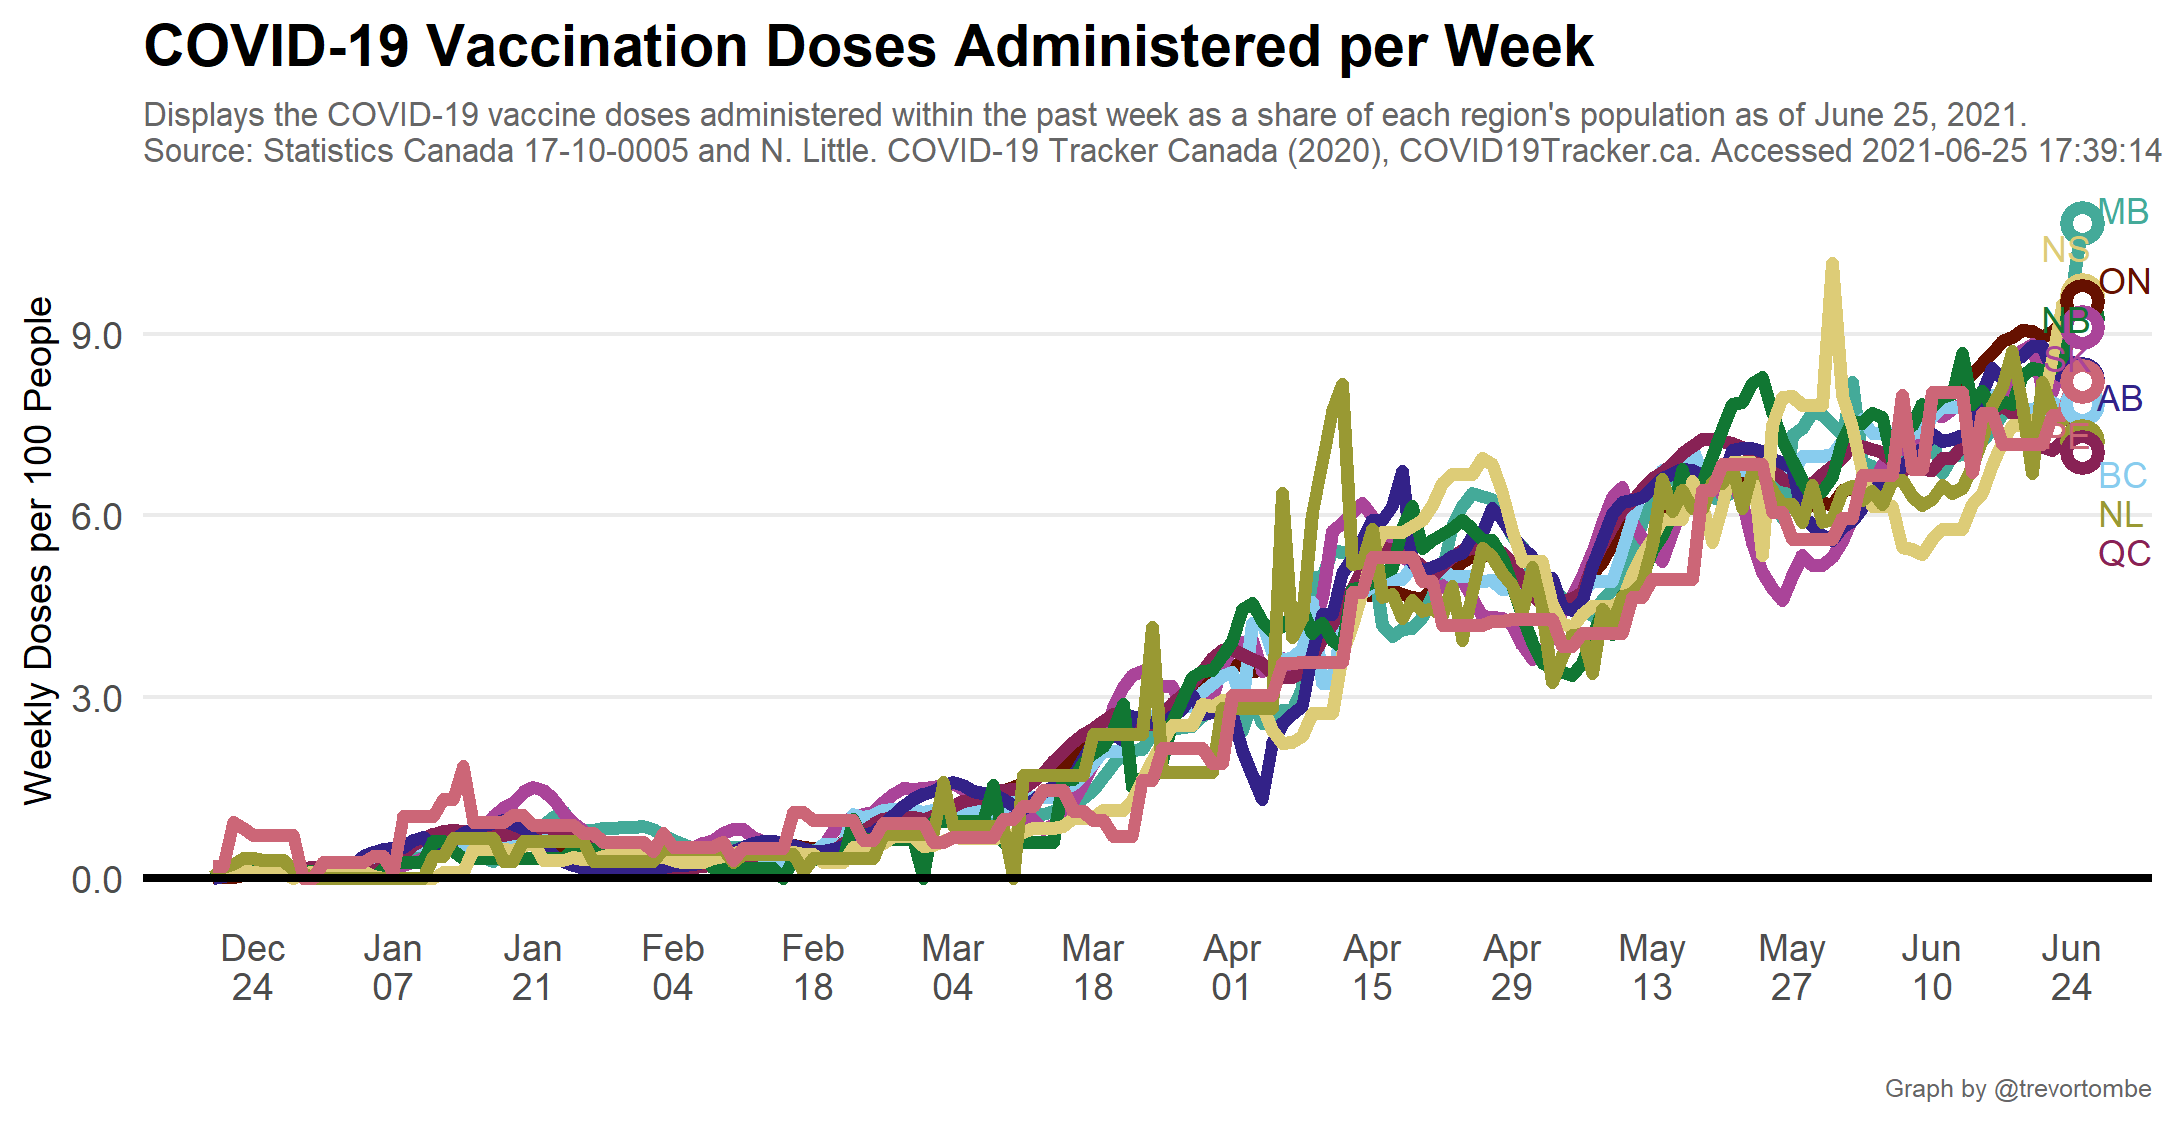 COVID-19 Vaccination Doses Administered per Week
Displays the COVID-19 vaccine doses administered within the past week as a share of each region's population as of June 25, 2021.
Source: Statistics Canada 17-10-0005 and N. Little. COVID-19 Tracker Canada (2020), COVID19Tracker.ca. Accessed 2021-06-25 17:39:14
Weekly Doses per 100 People
9.0
6.0
3.0
0.0
MB
NS
ON
NB
SK
AB
PE
BC
NL
QC
Dec 24
Jan 07
Jan 21
Feb 04
Feb 18
Mar 04
Mar 18
Apr 01
Apr 15
Apr 29
May 13
May 27
Jun 10
Jun 24
Graph by @trevortombe